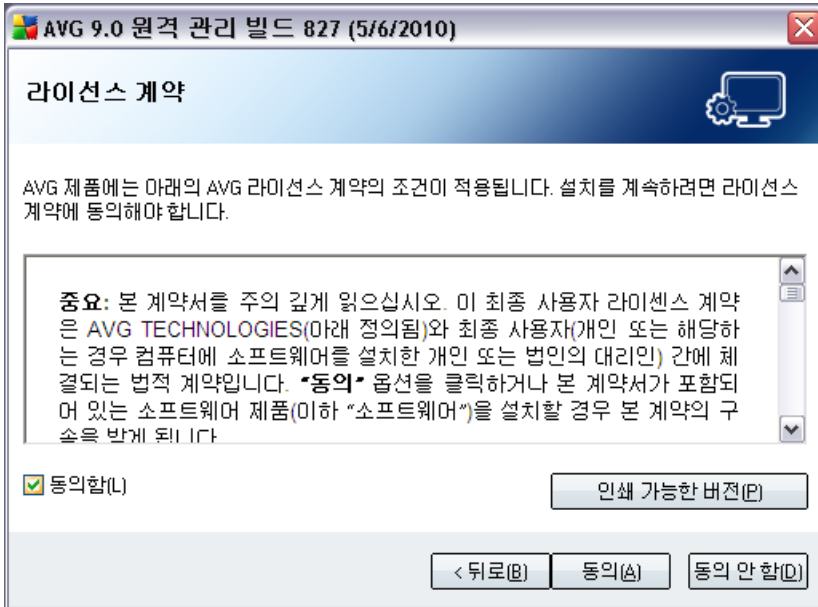 AVG 9.0 원격 관리 빌드 827 (5/6/2010)
라이선스 계약
AVG 제품에는 아래의 AVG 라이선스 계약의 조건이 적용됩니다. 설치를 계속하려면 라이선스
계약에 동의해야 합니다.
중요: 본 계약서를 주의 깊게 읽으십시오. 이 최종 사용자 라이센스 계약
은 AVG TECHNOLOGIES(아래 정의됨)와 최종 사용자(개인 또는 해당하
는 경우 컴퓨터에 소프트웨어를 설치한 개인 또는 법인의 대리인) 간에 체
결되는 법적 계약입니다. “동의” 옵션을 클릭하거나 본 계약서가 포함되
어 있는 소프트웨어 제품(이하 “소프트웨어”)을 설치할 경우 본 계약의 구
속을 받게 됩니다
동의함(L)
인쇄 가능한 버전(P)
< 뒤로(B)
동의(A)
동의 안 함(D)